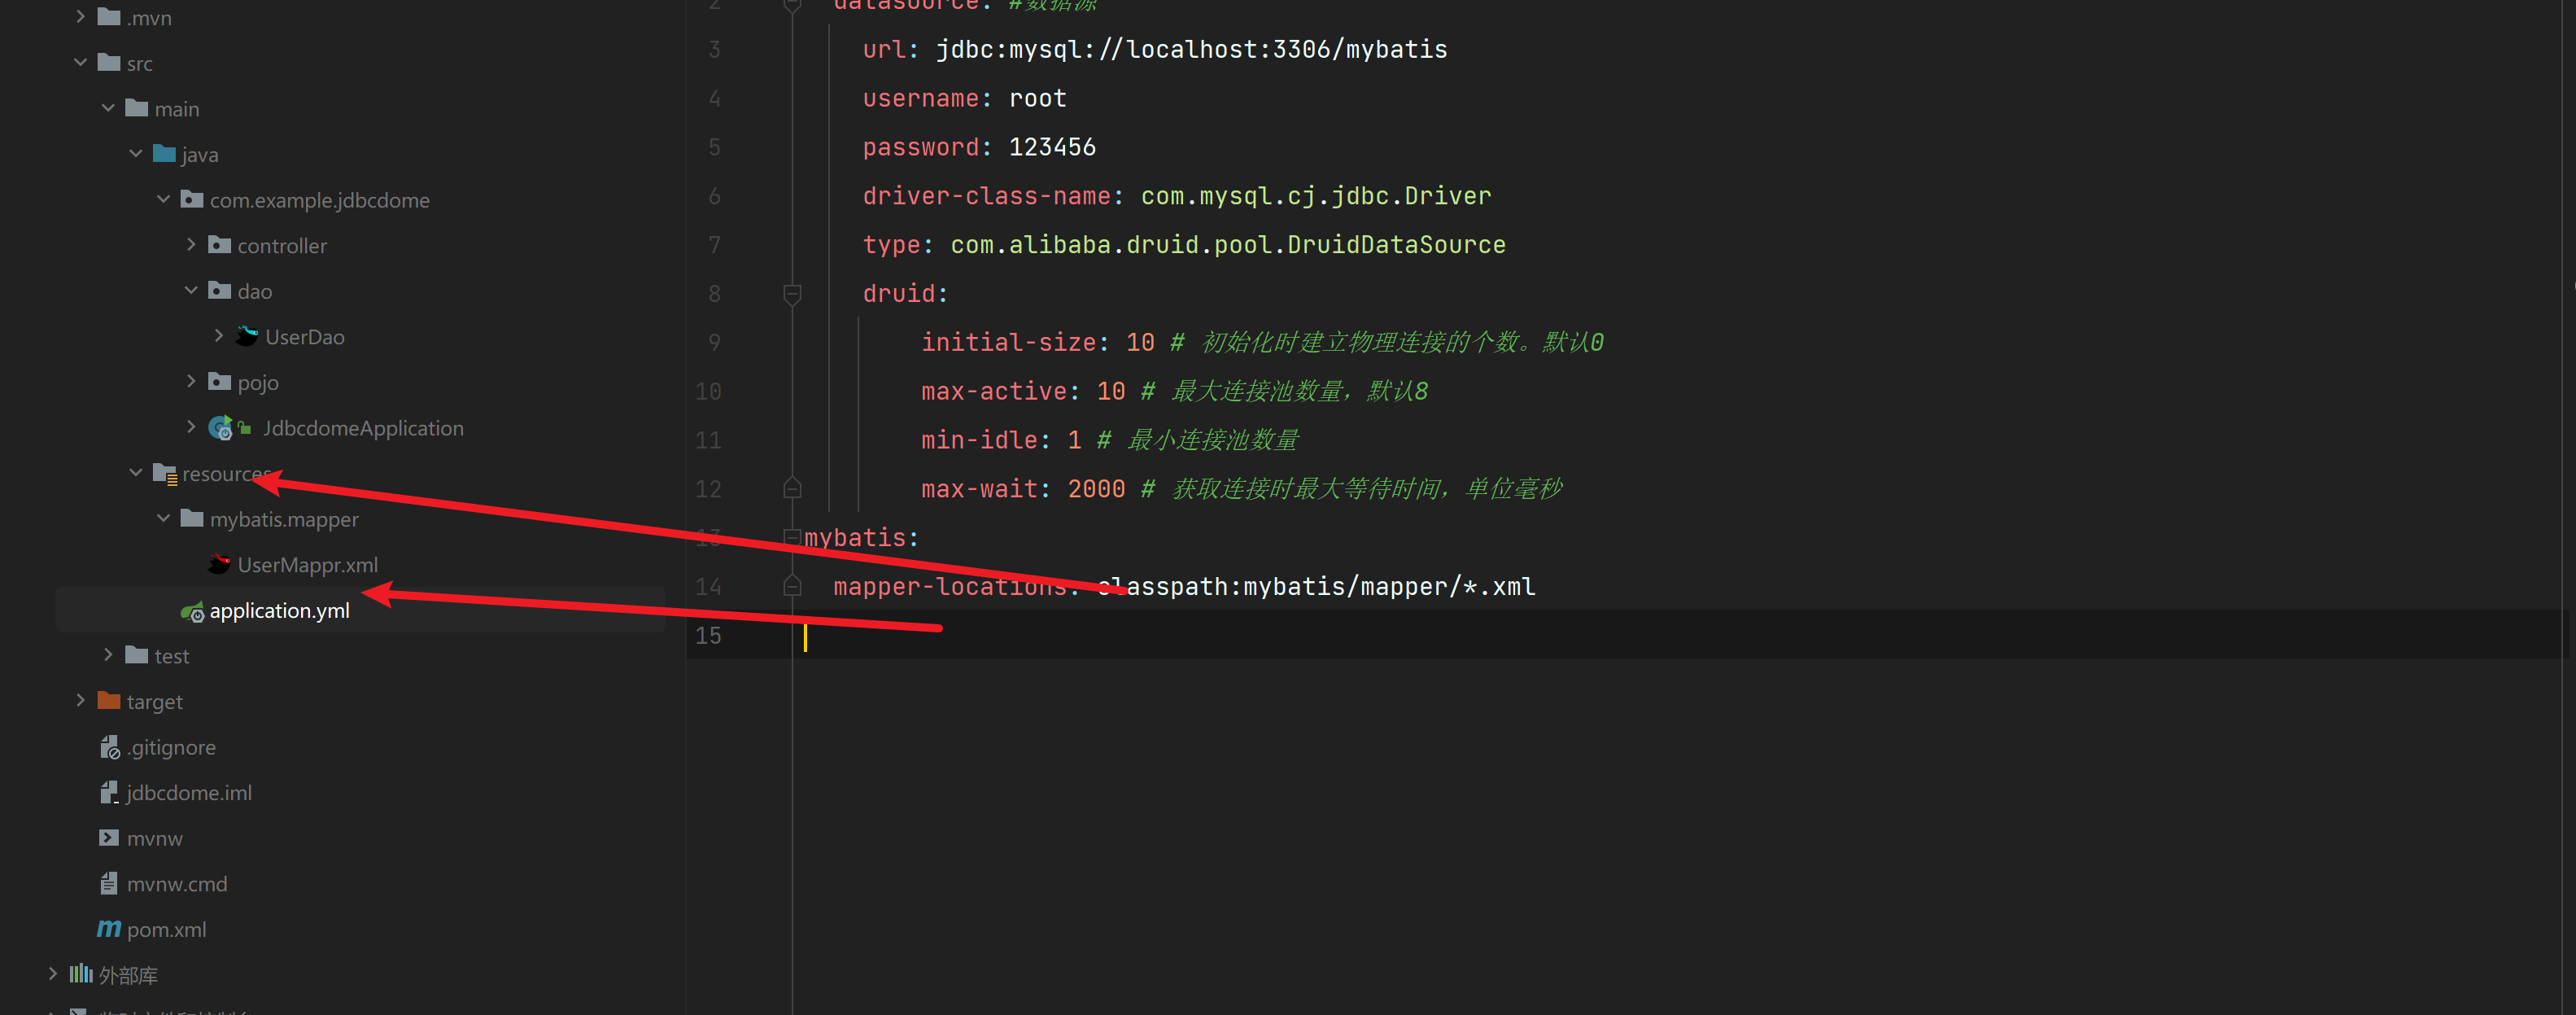 .mvn
src
main
java
com.example.jdbcdome
controller
dao
UserDao
pojo
JdbcdomeApplication
resources
mybatis.mapper
UserMappr.xml
application.yml
test
target
.gitignore
jdbcdome.iml
mvnw
mvnw.cmd
pom.xml
外部库
2 datasource: #数据源
3 url: jdbc:mysql://localhost:3306/mybatis
4 username: root
5 password: 123456
6 driver-class-name: com.mysql.cj.jdbc.Driver
7 type: com.alibaba.druid.pool.DruidDataSource
8 druid:
9 initial-size: 10 # 初始化时建立物理连接的个数。默认0
10 max-active: 10 # 最大连接池数量，默认8
11 min-idle: 1 # 最小连接池数量
12 max-wait: 2000 # 获取连接时最大等待时间，单位毫秒
13 mybatis:
14 mapper-locations: classpath:mybatis/mapper/*.xml
15